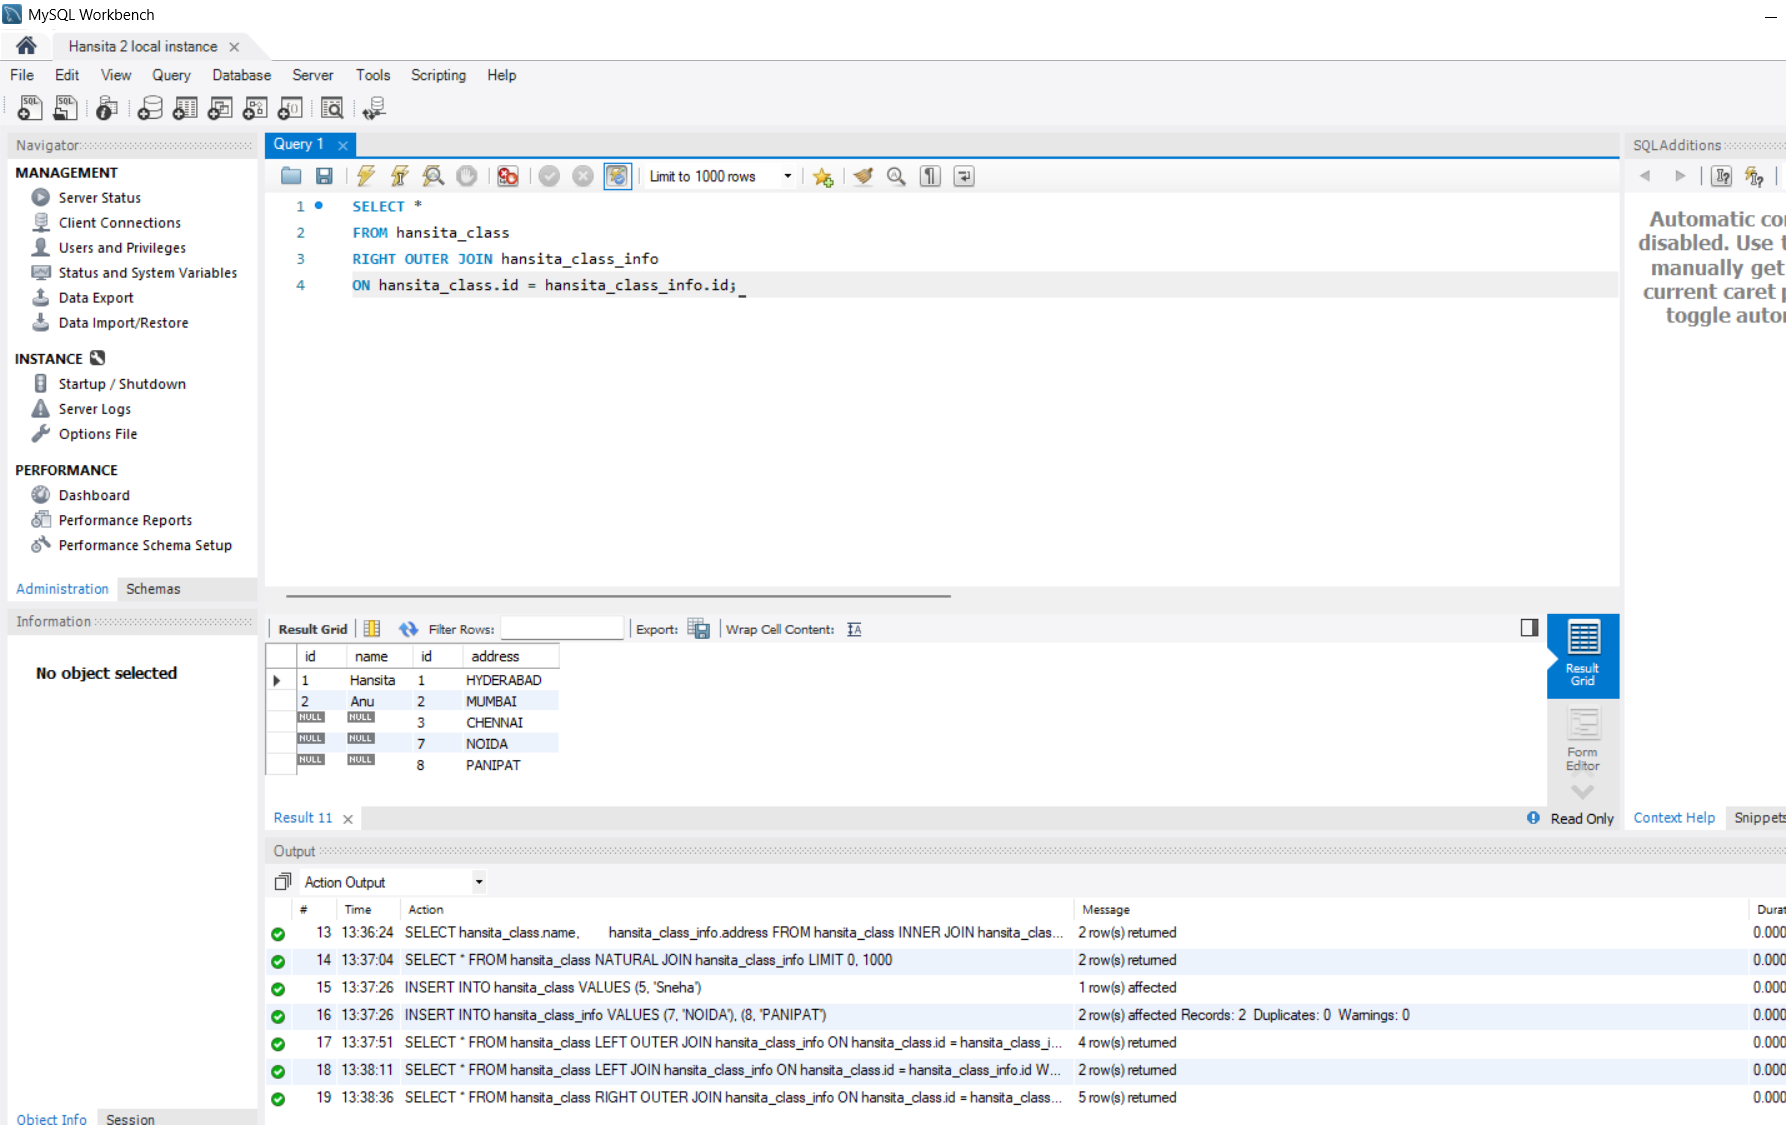 MySQL Workbench
Hansita 2 local instance
File Edit View Query Database Server Tools Scripting Help
Navigator
MANAGEMENT
Server Status
Client Connections
Users and Privileges
Status and System Variables
Data Export
Data Import/Restore
INSTANCE
Startup / Shutdown
Server Logs
Options File
PERFORMANCE
Dashboard
Performance Reports
Performance Schema Setup
Administration Schemas
Information
No object selected
Object Info Session
Query 1
Limit to 1000 rows
1 SELECT *
2 FROM hansita_class
3 RIGHT OUTER JOIN hansita_class_info
4 ON hansita_class.id = hansita_class_info.id;
Result Grid Filter Rows: Export: Wrap Cell Content:
id name id address
1 Hansita 1 HYDERABAD
2 Anu 2 MUMBAI
NULL NULL 3 CHENNAI
NULL NULL 7 NOIDA
NULL NULL 8 PANIPAT
Result Grid
Form Editor
Result 11
Read Only
SQLAdditions
Automatic co
disabled. Use t
manually get
current caret p
toggle auto
Context Help Snippets
Output
Action Output
# Time Action Message Durat
13 13:36:24 SELECT hansita_class.name, hansita_class_info.address FROM hansita_class INNER JOIN hansita_clas... 2 row(s) returned 0.000
14 13:37:04 SELECT * FROM hansita_class NATURAL JOIN hansita_class_info LIMIT 0, 1000 2 row(s) returned 0.000
15 13:37:26 INSERT INTO hansita_class VALUES (5, 'Sneha') 1 row(s) affected 0.000
16 13:37:26 INSERT INTO hansita_class_info VALUES (7, 'NOIDA'), (8, 'PANIPAT') 2 row(s) affected Records: 2 Duplicates: 0 Warnings: 0 0.000
17 13:37:51 SELECT * FROM hansita_class LEFT OUTER JOIN hansita_class_info ON hansita_class.id = hansita_class_i... 4 row(s) returned 0.000
18 13:38:11 SELECT * FROM hansita_class LEFT JOIN hansita_class_info ON hansita_class.id = hansita_class_info.id W... 2 row(s) returned 0.000
19 13:38:36 SELECT * FROM hansita_class RIGHT OUTER JOIN hansita_class_info ON hansita_class.id = hansita_class... 5 row(s) returned 0.000